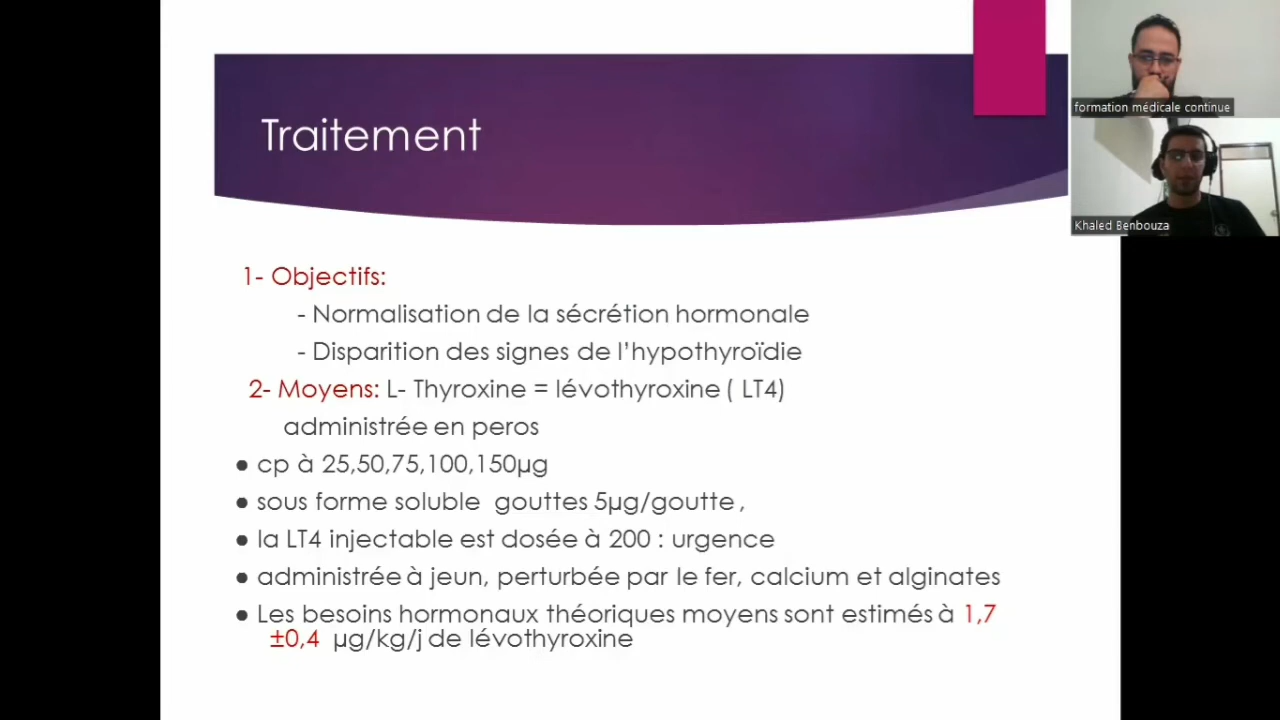 Traitement
formation médicale continue
Khaled Benbouza
1- Objectifs:
- Normalisation de la sécrétion hormonale
- Disparition des signes de l'hypothyroïdie
2- Moyens: L- Thyroxine = lévothyroxine ( LT4)
administrée en peros
● cp à 25,50,75,100,150µg
● sous forme soluble gouttes 5µg/goutte ,
● la LT4 injectable est dosée à 200 : urgence
● administrée à jeun, perturbée par le fer, calcium et alginates
● Les besoins hormonaux théoriques moyens sont estimés à 1,7
±0,4 µg/kg/j de lévothyroxine